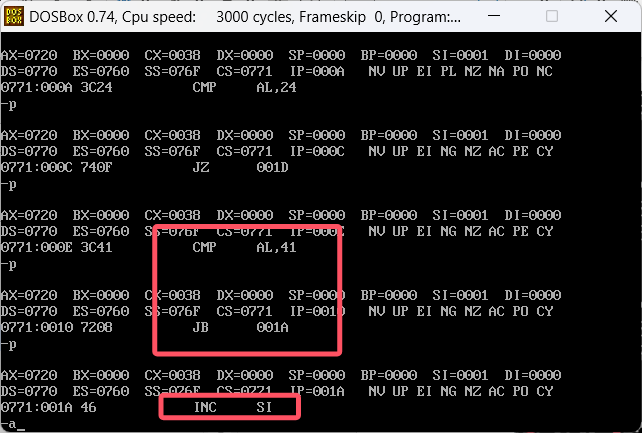 DOSBox 0.74, Cpu speed: 3000 cycles, Frameskip 0, Program:...
AX=0720 BX=0000 CX=0038 DX=0000 SP=0000 BP=0000 SI=0001 DI=0000
DS=0770 ES=0760 SS=076F CS=0771 IP=000A NV UP EI PL NZ NA PO NC
0771:000A 3C24 CMP AL,24
-p
AX=0720 BX=0000 CX=0038 DX=0000 SP=0000 BP=0000 SI=0001 DI=0000
DS=0770 ES=0760 SS=076F CS=0771 IP=000C NV UP EI NG NZ AC PE CY
0771:000C 740F JZ 001D
-p
AX=0720 BX=0000 CX=0038 DX=0000 SP=0000 BP=0000 SI=0001 DI=0000
DS=0770 ES=0760 SS=076F CS=0771 IP=000E NV UP EI NG NZ AC PE CY
0771:000E 3C41 CMP AL,41
-p
AX=0720 BX=0000 CX=0038 DX=0000 SP=0000 BP=0000 SI=0001 DI=0000
DS=0770 ES=0760 SS=076F CS=0771 IP=0010 NV UP EI NG NZ AC PO CY
0771:0010 7208 JB 001A
-p
AX=0720 BX=0000 CX=0038 DX=0000 SP=0000 BP=0000 SI=0001 DI=0000
DS=0770 ES=0760 SS=076F CS=0771 IP=001A NV UP EI NG NZ AC PO CY
0771:001A 46 INC SI
-a_